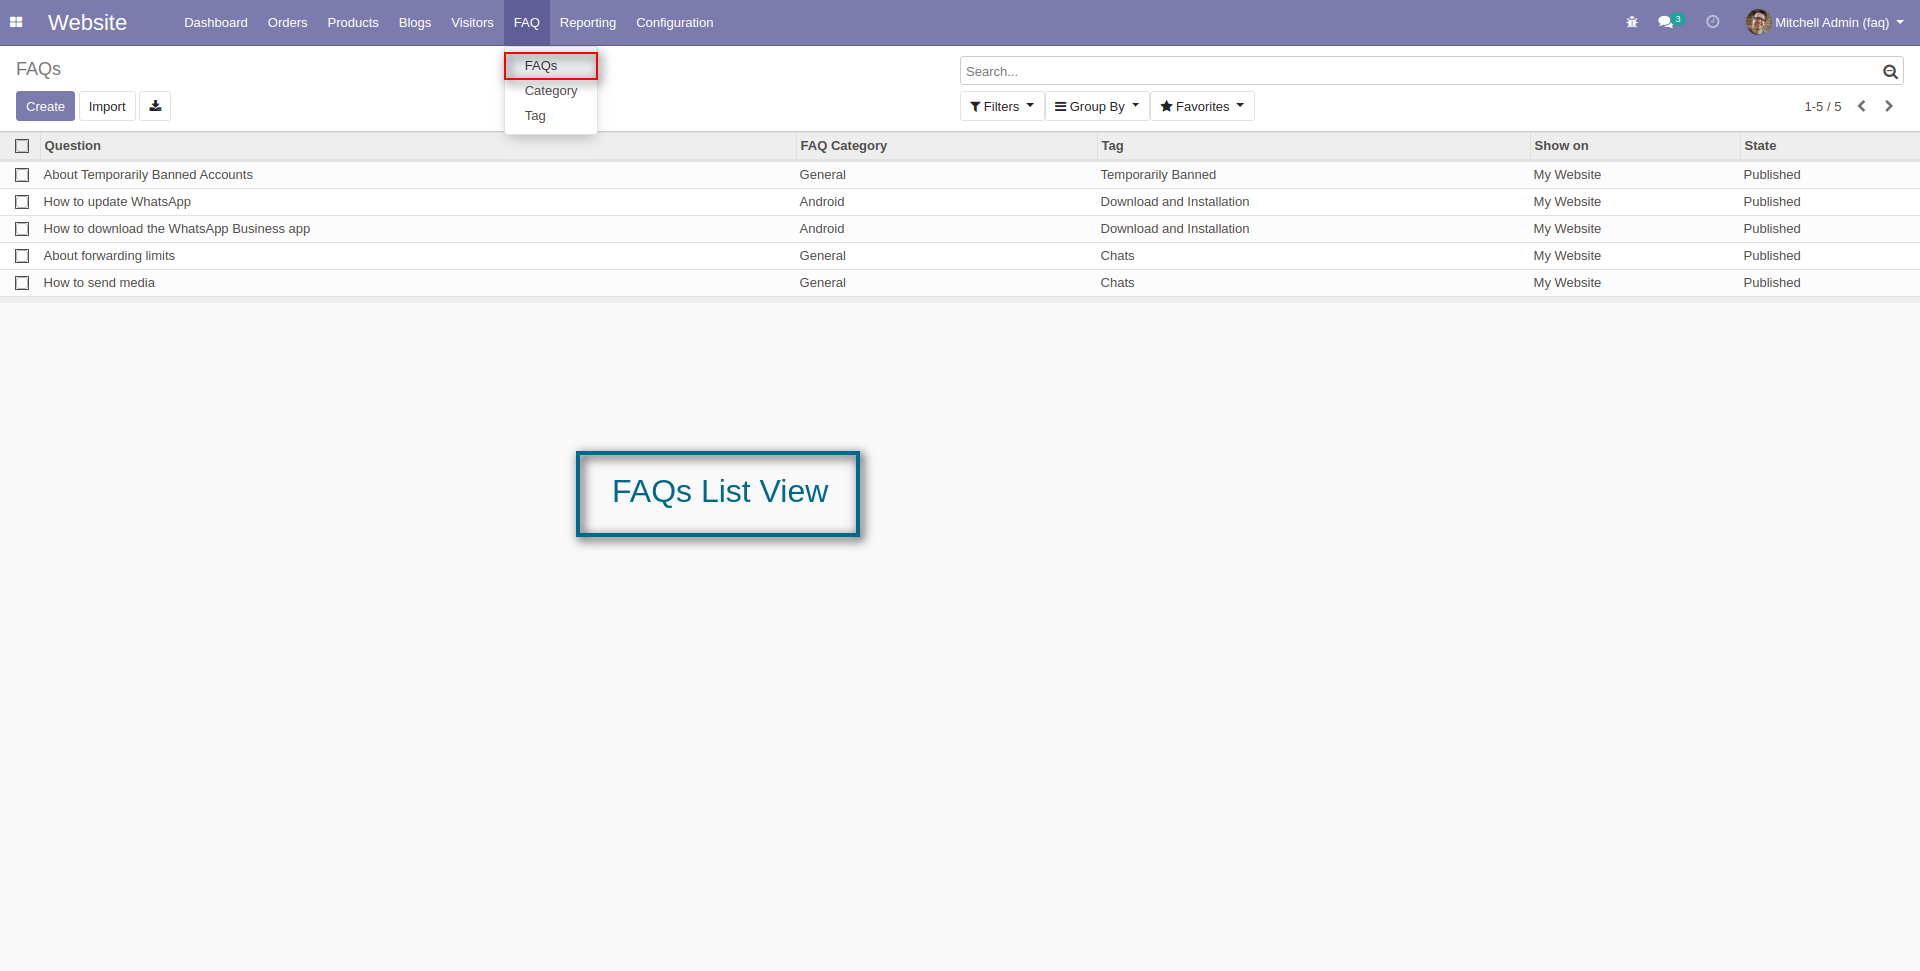 Website Dashboard Orders Products Blogs Visitors FAQ Reporting Configuration 3 Mitchell Admin (faq)
FAQs
Category
Tag
FAQs
Search...
Create Import Filters Group By Favorites 1-5 / 5
Question FAQ Category Tag Show on State
About Temporarily Banned Accounts General Temporarily Banned My Website Published
How to update WhatsApp Android Download and Installation My Website Published
How to download the WhatsApp Business app Android Download and Installation My Website Published
About forwarding limits General Chats My Website Published
How to send media General Chats My Website Published
FAQs List View